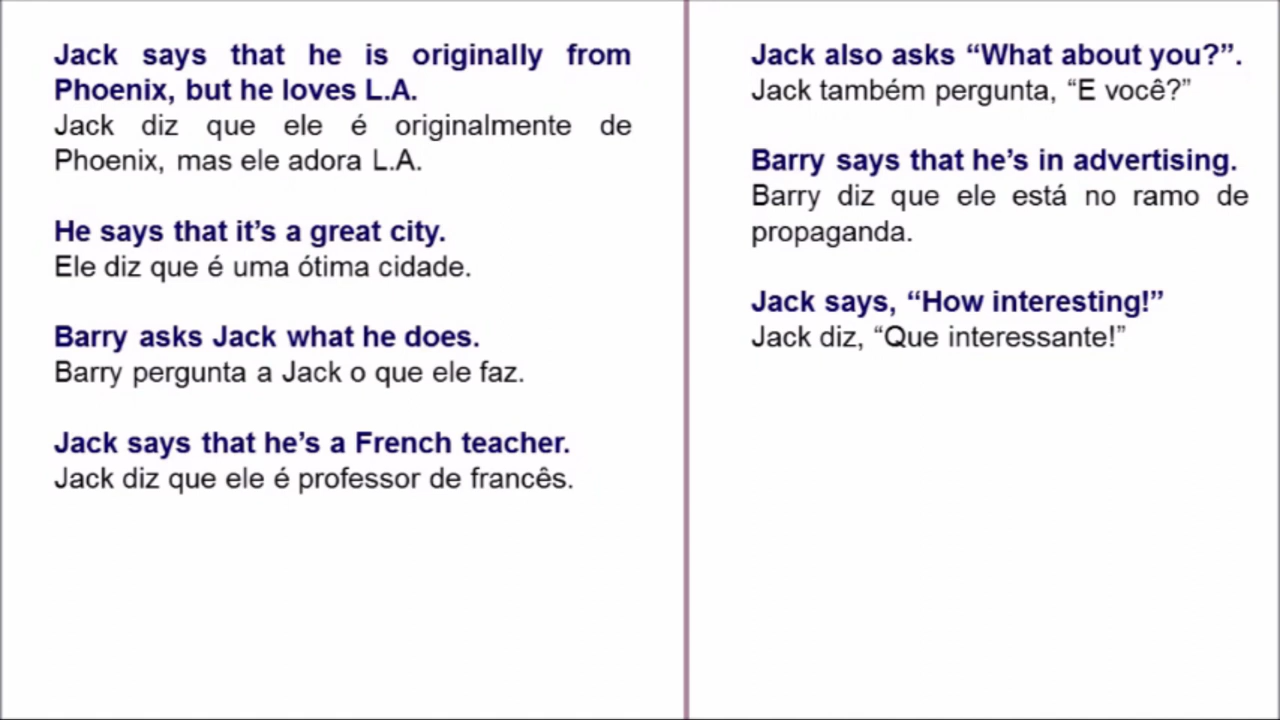 Jack says that he is originally from
Phoenix, but he loves L.A.
Jack diz que ele é originalmente de
Phoenix, mas ele adora L.A.
He says that it’s a great city.
Ele diz que é uma ótima cidade.
Barry asks Jack what he does.
Barry pergunta a Jack o que ele faz.
Jack says that he’s a French teacher.
Jack diz que ele é professor de francês.
Jack also asks “What about you?”.
Jack também pergunta, “E você?”
Barry says that he’s in advertising.
Barry diz que ele está no ramo de
propaganda.
Jack says, “How interesting!”
Jack diz, “Que interessante!”